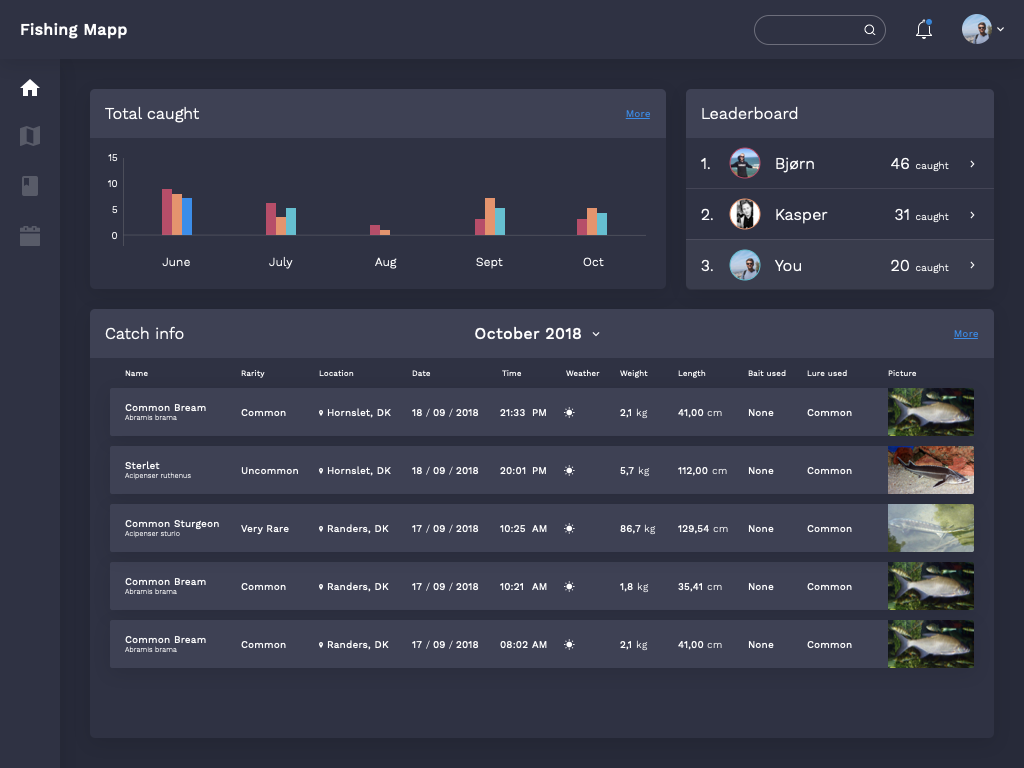 Fishing Mapp
Total caught
More
15
10
5
0
June July Aug Sept Oct
Leaderboard
1. Bjørn 46 caught
2. Kasper 31 caught
3. You 20 caught
Catch info
October 2018
More
Name Rarity Location Date Time Weather Weight Length Bait used Lure used Picture
Common Bream
Abramis brama
Common Hornslet, DK 18 / 09 / 2018 21:33 PM 2,1 kg 41,00 cm None Common
Sterlet
Acipenser ruthenus
Uncommon Hornslet, DK 18 / 09 / 2018 20:01 PM 5,7 kg 112,00 cm None Common
Common Sturgeon
Acipenser sturio
Very Rare Randers, DK 17 / 09 / 2018 10:25 AM 86,7 kg 129,54 cm None Common
Common Bream
Abramis brama
Common Randers, DK 17 / 09 / 2018 10:21 AM 1,8 kg 35,41 cm None Common
Common Bream
Abramis brama
Common Randers, DK 17 / 09 / 2018 08:02 AM 2,1 kg 41,00 cm None Common